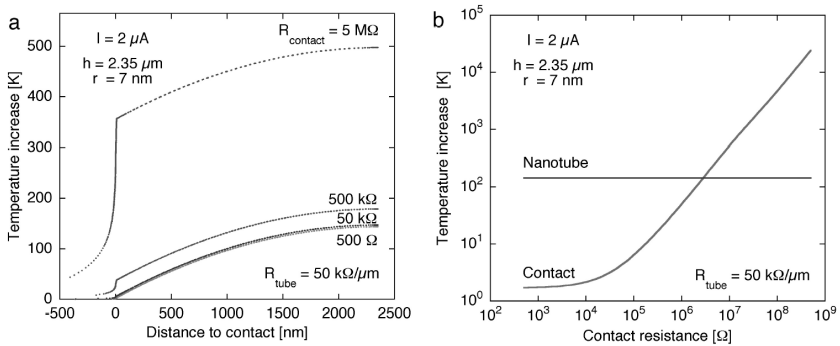 a
I = 2 µA
h = 2.35 µm
r = 7 nm
R_contact = 5 MΩ
500 kΩ
50 kΩ
500 Ω
R_tube = 50 kΩ/µm
Temperature increase [K]
500
400
300
200
100
0
-500 0 500 1000 1500 2000 2500
Distance to contact [nm]
b
I = 2 µA
h = 2.35 µm
r = 7 nm
Nanotube
Contact
R_tube = 50 kΩ/µm
Temperature increase [K]
10^5
10^4
10^3
10^2
10^1
10^0
10^2 10^3 10^4 10^5 10^6 10^7 10^8 10^9
Contact resistance [Ω]